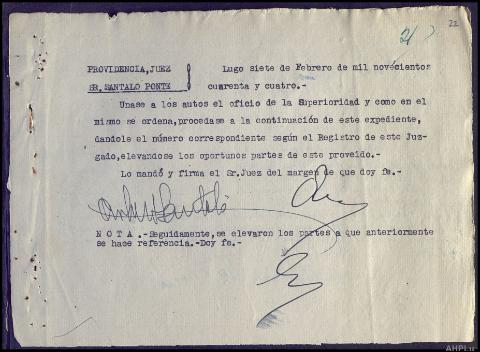 22
21
PROVIDENCIA, JUEZ
SR. SANTALO PONTE
Lugo siete de Febrero de mil novecientos
cuarenta y cuatro.-
Unase a los autos el oficio de la Superioridad y como en el
mismo se ordena, procedase a la continuación de este expediente,
dandole el número correspondiente según el Registro de este Juz-
gado, elevandose los oportunos partes de este proveido.-
Lo mandó y firma el Sr. Juez del margen de que doy fe.-
N O T A .- Seguidamente, se elevaron los partes a que anteriormente
se hace referencia.- Doy fe.-